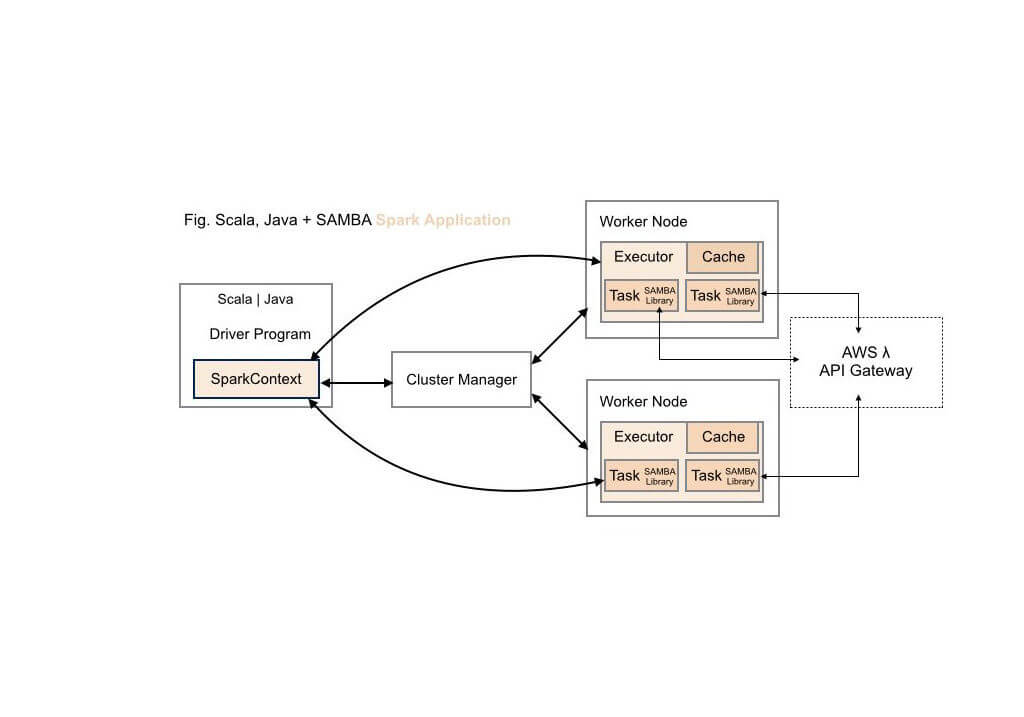 Fig. Scala, Java + SAMBA Spark Application
Scala | Java
Driver Program
SparkContext
Cluster Manager
Worker Node
Executor
Cache
Task
SAMBA
Library
Task
SAMBA
Library
Worker Node
Executor
Cache
Task
SAMBA
Library
Task
SAMBA
Library
AWS λ
API Gateway